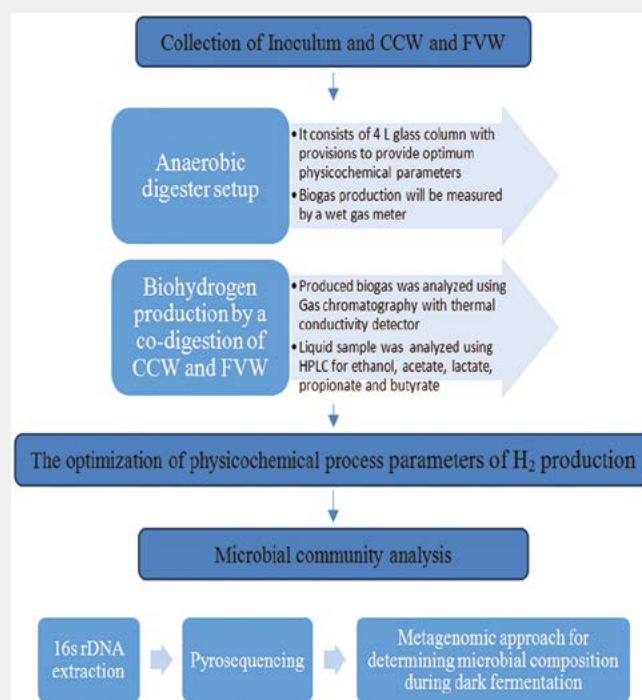 Collection of Inoculum and CCW and FVW
Anaerobic
digester setup
•It consists of 4 L glass column with
provisions to provide optimum
physicochemical parameters
•Biogas production will be measured
by a wet gas meter
Biohydrogen
production by a
co-digestion of
CCW and FVW
•Produced biogas was analyzed using
Gas chromatography with thermal
conductivity detector
•Liquid sample was analyzed using
HPLC for ethanol, acetate, lactate,
propionate and butyrate
The optimization of physicochemical process parameters of H₂ production
Microbial community analysis
16s rDNA
extraction
Pyrosequencing
Metagenomic approach for
determining microbial composition
during dark fermentation